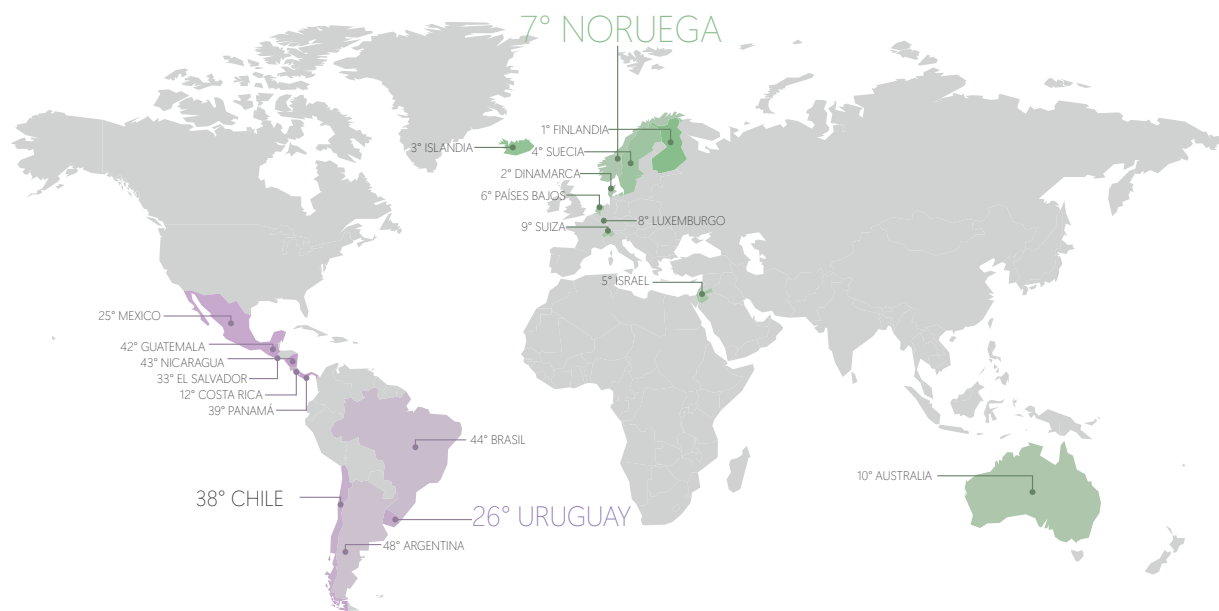 7° NORUEGA
1° FINLANDIA
3° ISLANDIA
4° SUECIA
2° DINAMARCA
6° PAÍSES BAJOS
8° LUXEMBURGO
9° SUIZA
5° ISRAEL
25° MEXICO
42° GUATEMALA
43° NICARAGUA
33° EL SALVADOR
12° COSTA RICA
39° PANAMÁ
44° BRASIL
10° AUSTRALIA
38° CHILE
26° URUGUAY
48° ARGENTINA